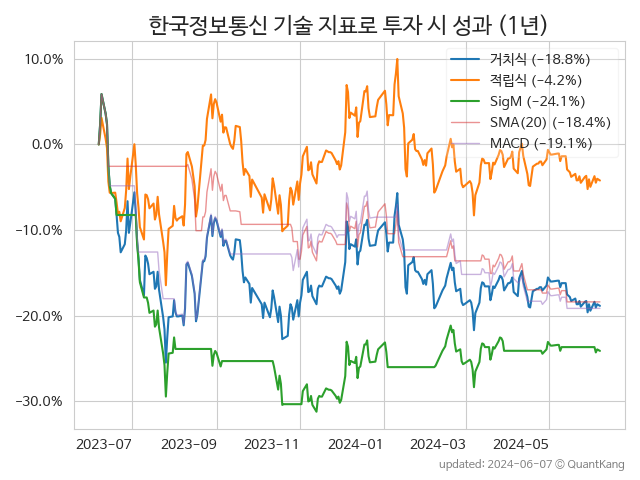 한국정보통신 기술 지표로 투자 시 성과 (1년)
거치식 (−18.8%)
적립식 (−4.2%)
SigM (−24.1%)
SMA(20) (−18.4%)
MACD (−19.1%)
10.0%
0.0%
−10.0%
−20.0%
−30.0%
2023-07 2023-09 2023-11 2024-01 2024-03 2024-05
updated: 2024-06-07 © QuantKang